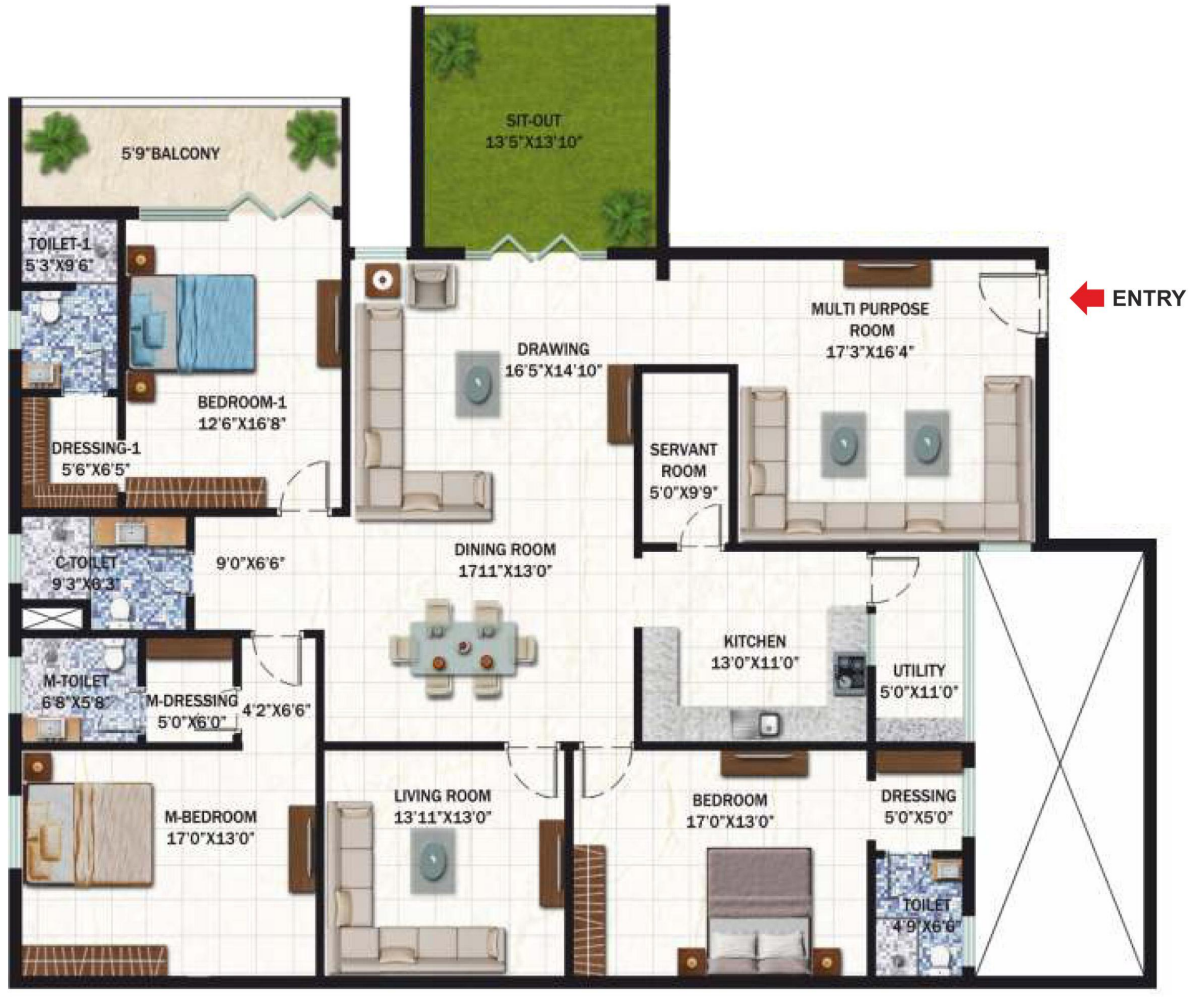 SIT-OUT
13'5"X13'10"
5'9"BALCONY
TOILET-1
5'3"X9'6"
MULTI PURPOSE
ROOM
17'3"X16'4"
ENTRY
DRAWING
16'5"X14'10"
BEDROOM-1
12'6"X16'8"
DRESSING-1
5'6"X6'5"
SERVANT
ROOM
5'0"X9'9"
C-TOILET
9'3"X6'3"
9'0"X6'6"
DINING ROOM
1711"X13'0"
KITCHEN
13'0"X11'0"
UTILITY
5'0"X11'0"
M-TOILET
6'8"X5'8"
M-DRESSING
5'0"X6'0"
4'2"X6'6"
M-BEDROOM
17'0"X13'0"
LIVING ROOM
13'11"X13'0"
BEDROOM
17'0"X13'0"
DRESSING
5'0"X5'0"
TOILET
4'9"X6'6"